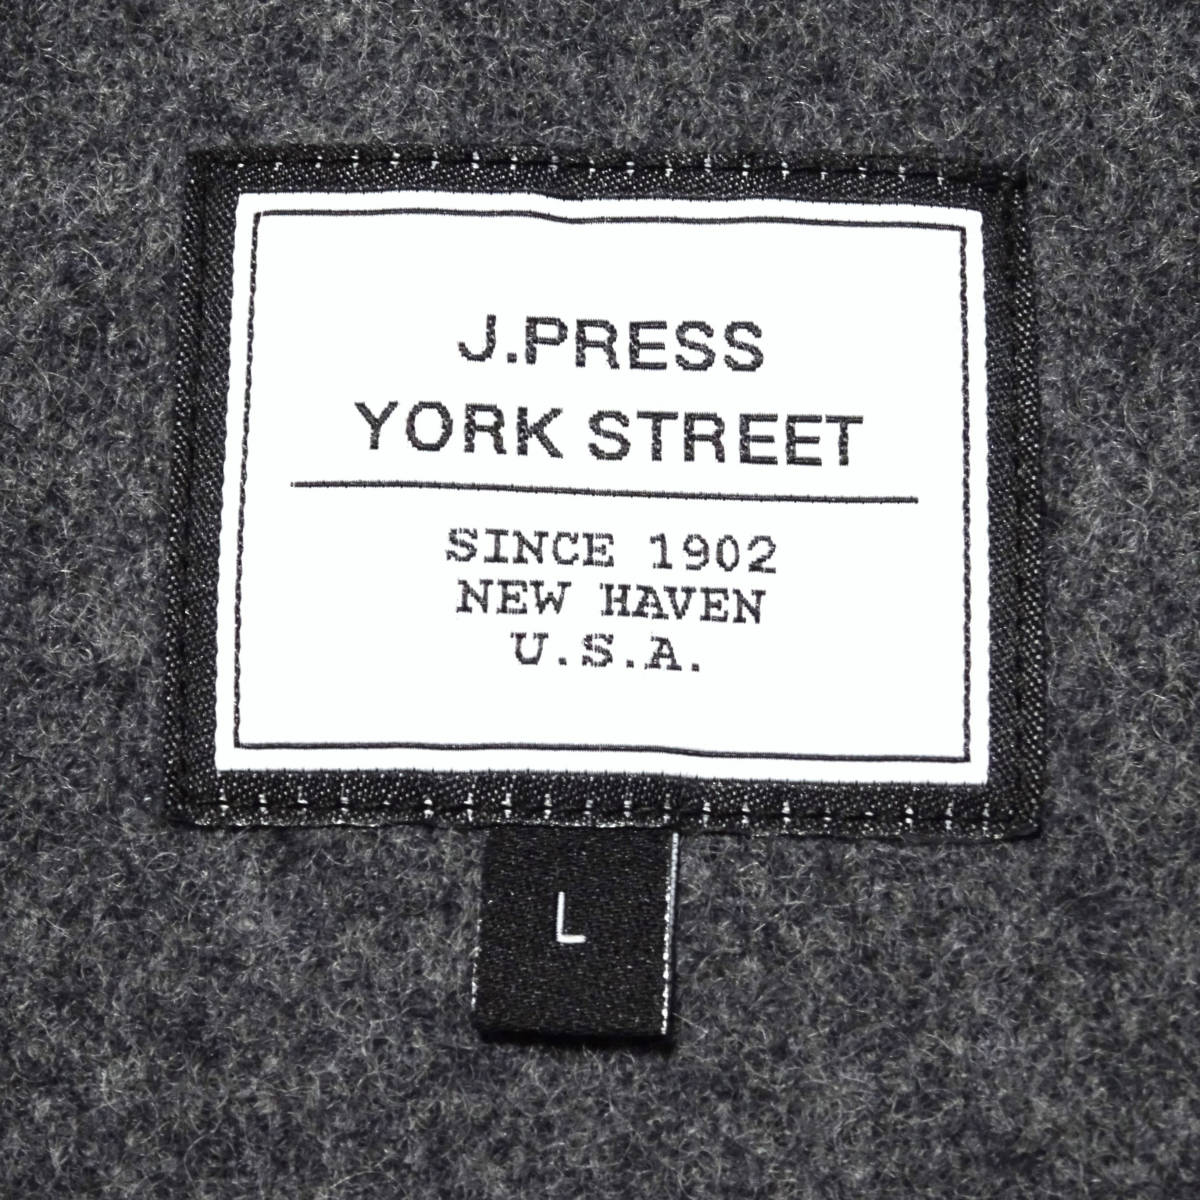 J.PRESS
YORK STREET
SINCE 1902
NEW HAVEN
U.S.A.
L